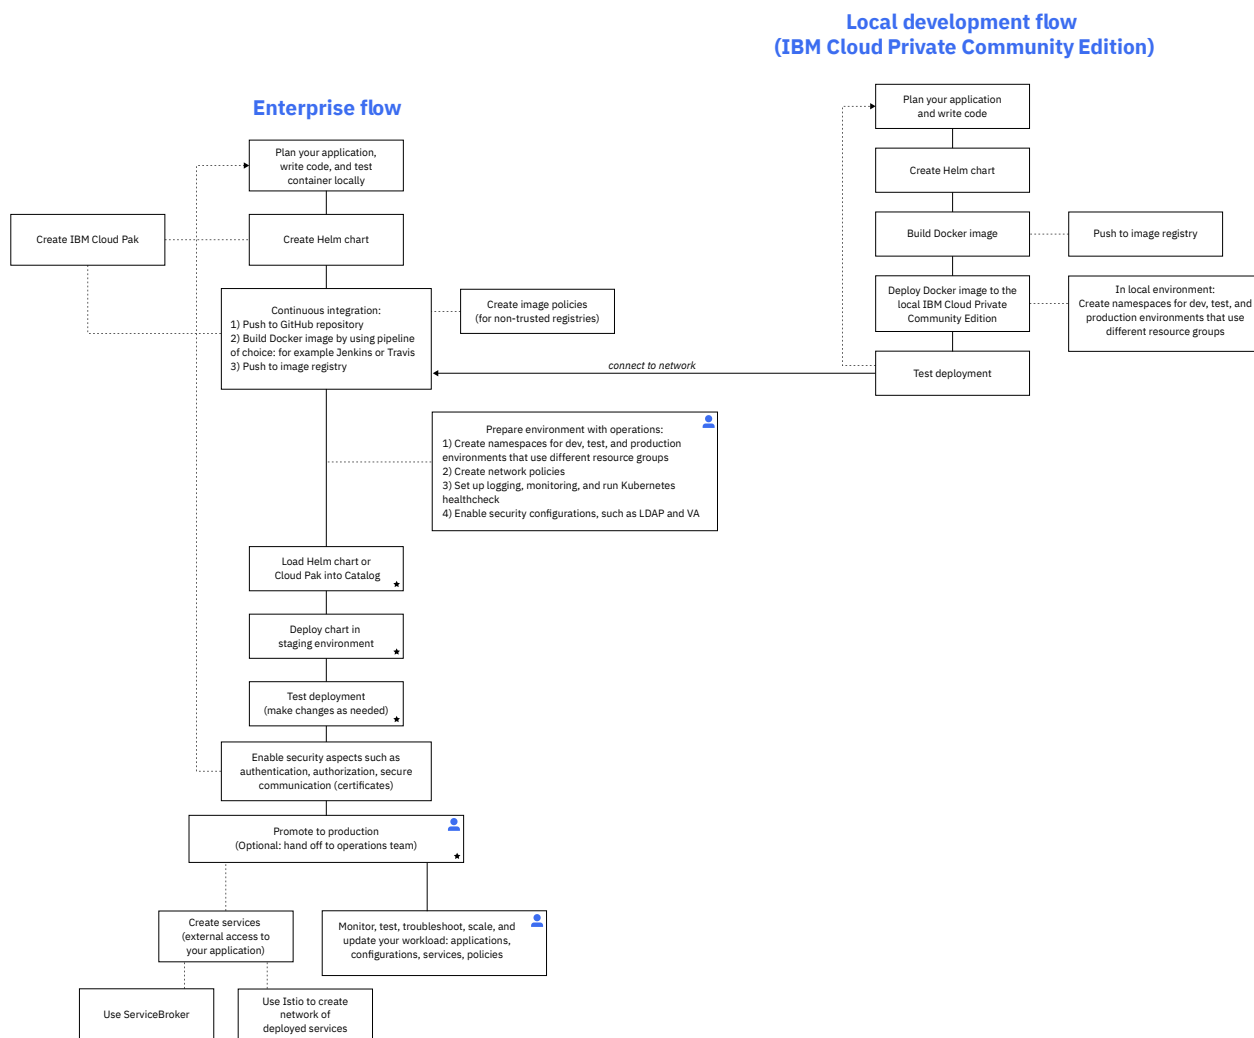 Local development flow
(IBM Cloud Private Community Edition)
Enterprise flow
Plan your application,
write code, and test
container locally
Create IBM Cloud Pak
Create Helm chart
Continuous integration:
1) Push to GitHub repository
2) Build Docker image by using pipeline
of choice: for example Jenkins or Travis
3) Push to image registry
Create image policies
(for non-trusted registries)
connect to network
Plan your application
and write code
Create Helm chart
Build Docker image
Push to image registry
Deploy Docker image to the
local IBM Cloud Private
Community Edition
In local environment:
Create namespaces for dev, test, and
production environments that use
different resource groups
Test deployment
Prepare environment with operations:
1) Create namespaces for dev, test, and production
environments that use different resource groups
2) Create network policies
3) Set up logging, monitoring, and run Kubernetes
healthcheck
4) Enable security configurations, such as LDAP and VA
Load Helm chart or
Cloud Pak into Catalog
Deploy chart in
staging environment
Test deployment
(make changes as needed)
Enable security aspects such as
authentication, authorization, secure
communication (certificates)
Promote to production
(Optional: hand off to operations team)
Create services
(external access to
your application)
Monitor, test, troubleshoot, scale, and
update your workload: applications,
configurations, services, policies
Use ServiceBroker
Use Istio to create
network of
deployed services